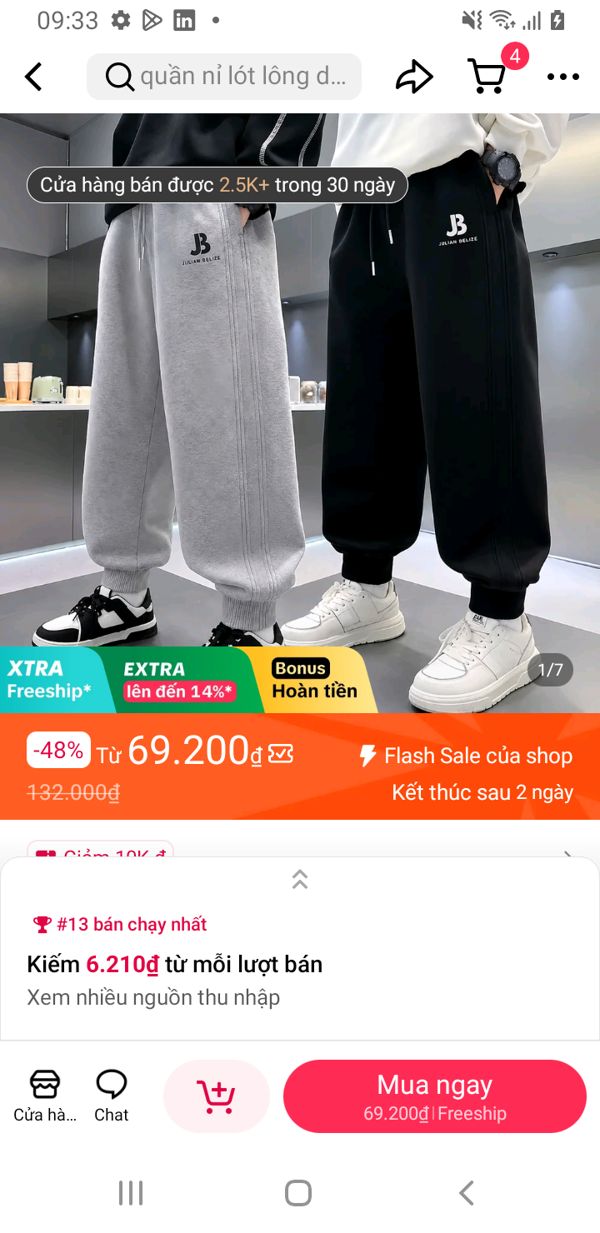 09:33
4
quần nỉ lót lông d...
Cửa hàng bán được 2.5K+ trong 30 ngày
JB
JULIAN BELIZE
JB
JULIAN BELIZE
XTRA
Freeship*
EXTRA
lên đến 14%*
Bonus
Hoàn tiền
1/7
-48% Từ 69.200₫
Flash Sale của shop
132.000₫
Kết thúc sau 2 ngày
Giảm 10K ₫
#13 bán chạy nhất
Kiếm 6.210₫ từ mỗi lượt bán
Xem nhiều nguồn thu nhập
Cửa hà...
Chat
Mua ngay
69.200₫ | Freeship